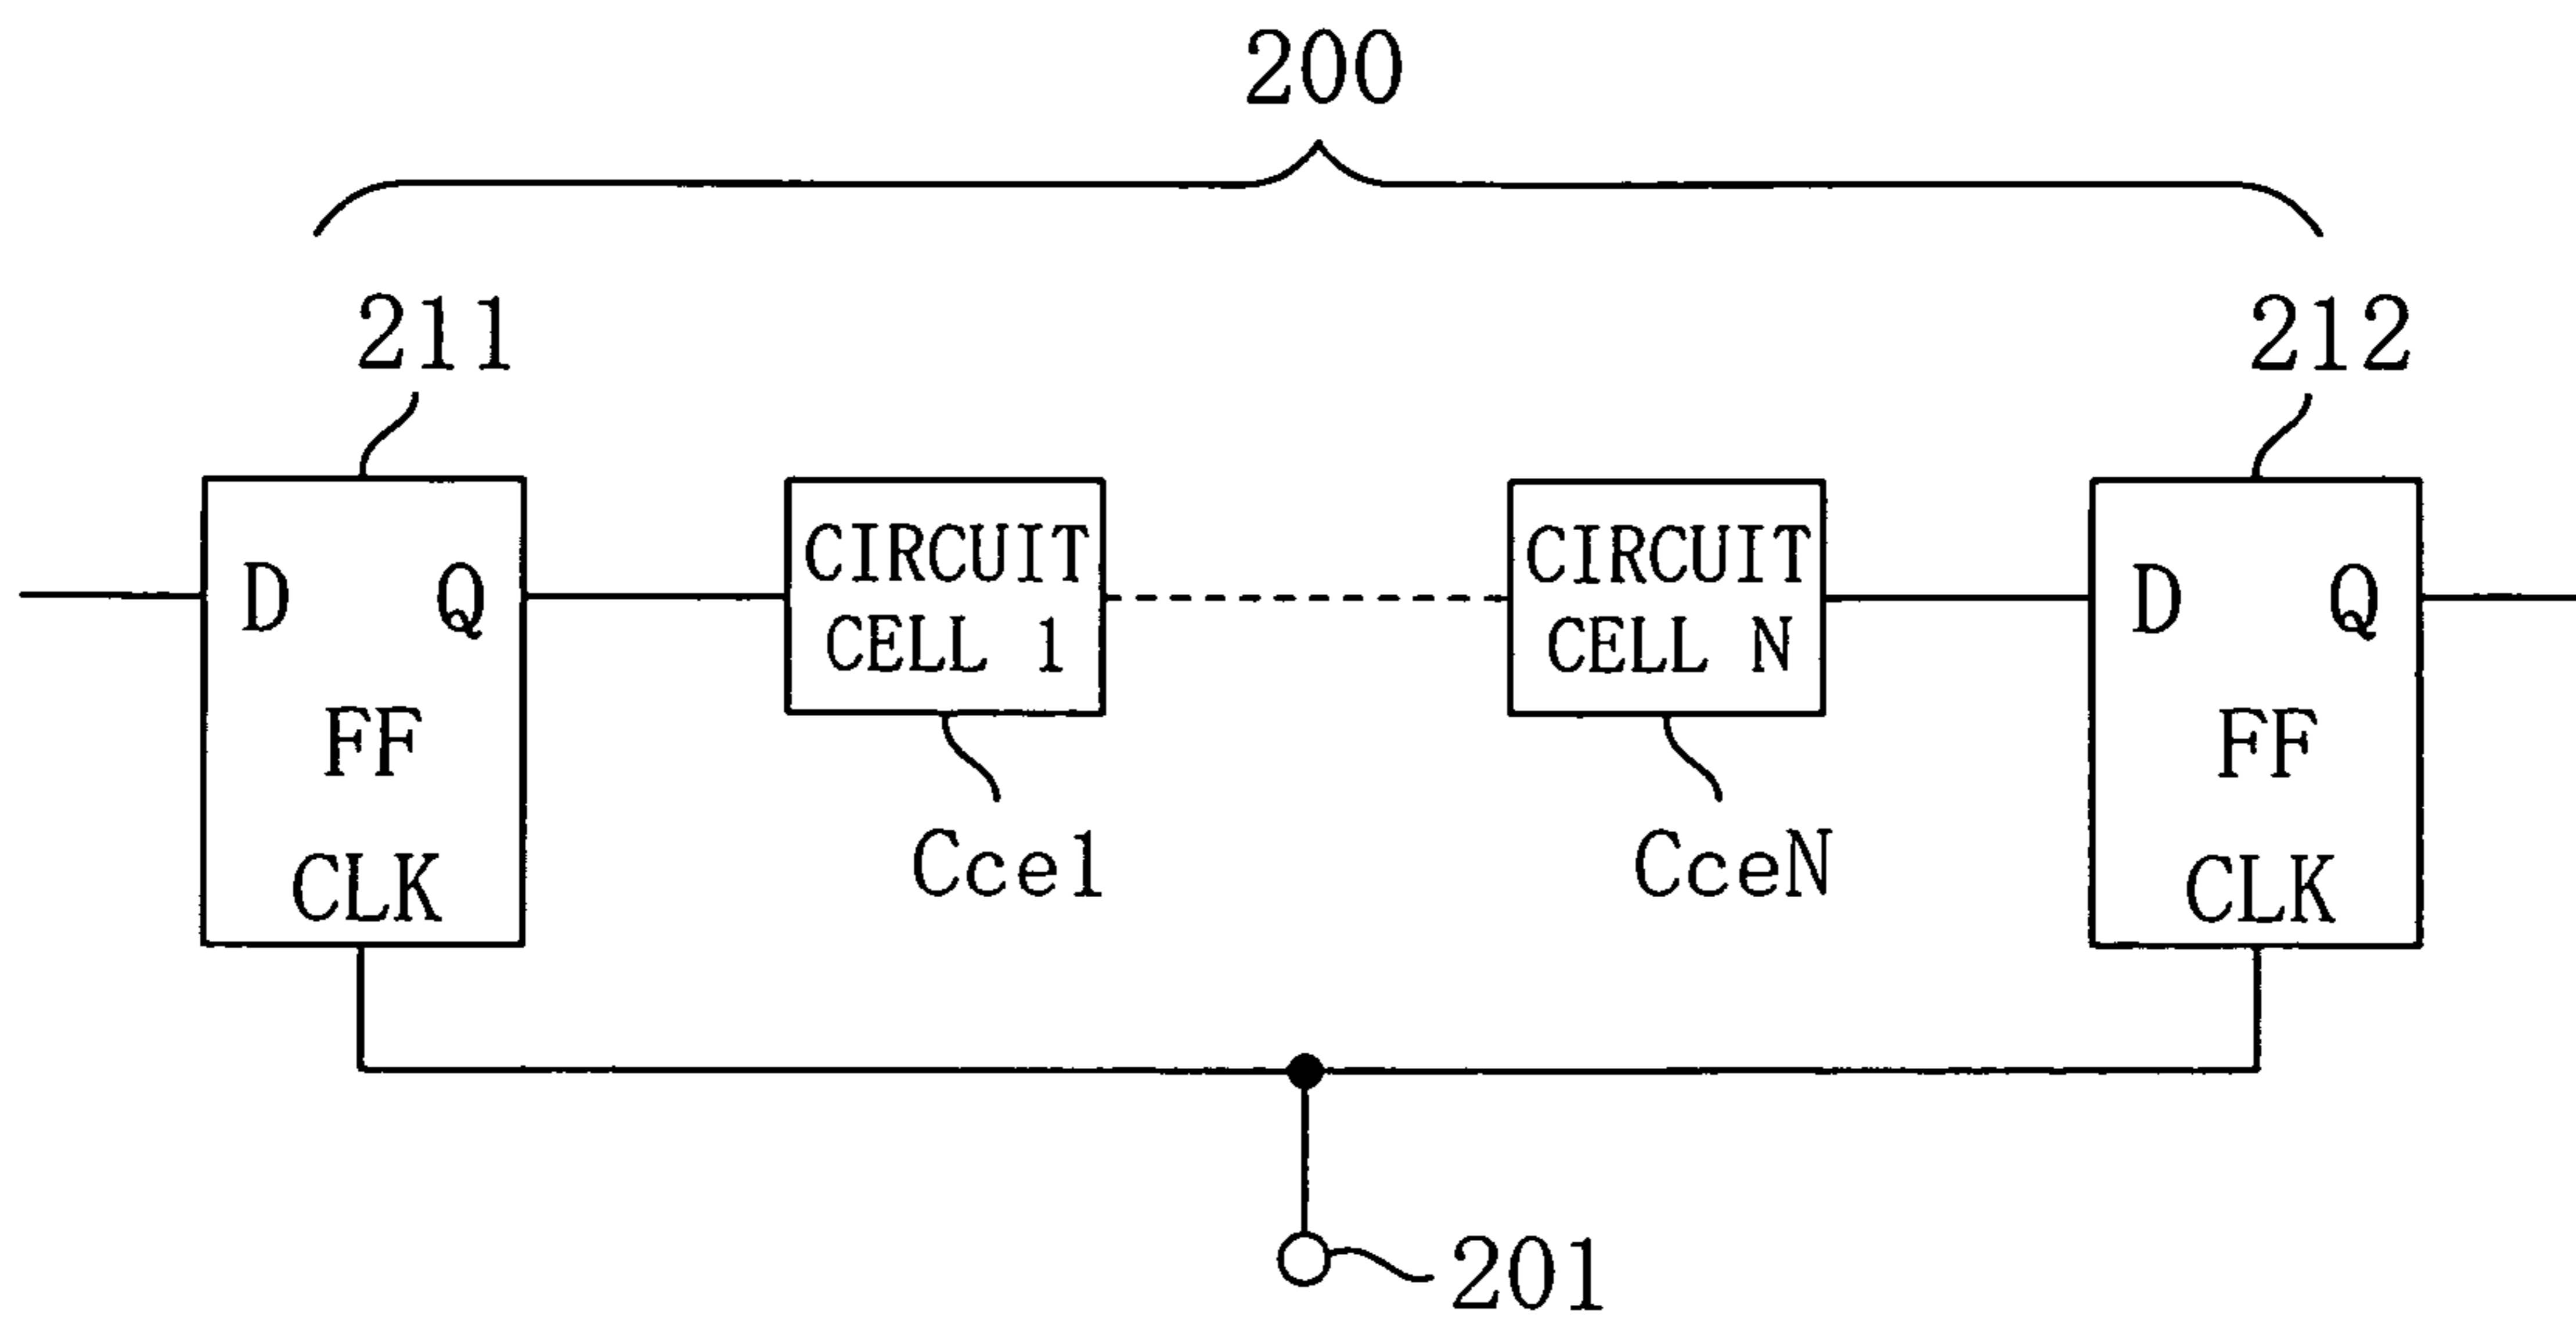 200
211
212
D Q
FF
CLK
CIRCUIT
CELL 1
CIRCUIT
CELL N
D Q
FF
CLK
Cce1
CceN
201